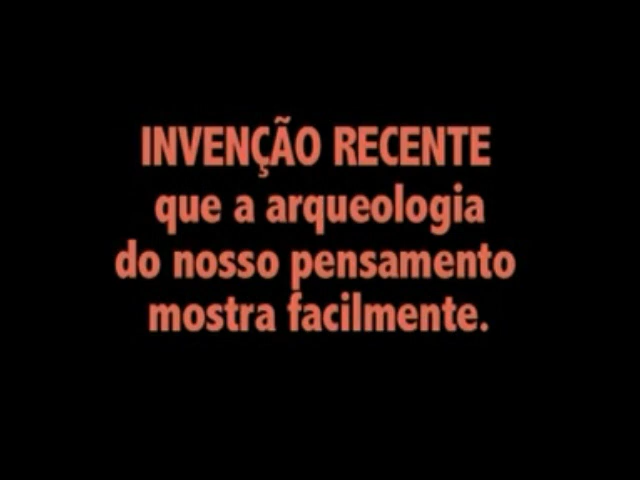 INVENÇÃO RECENTE
que a arqueologia
do nosso pensamento
mostra facilmente.